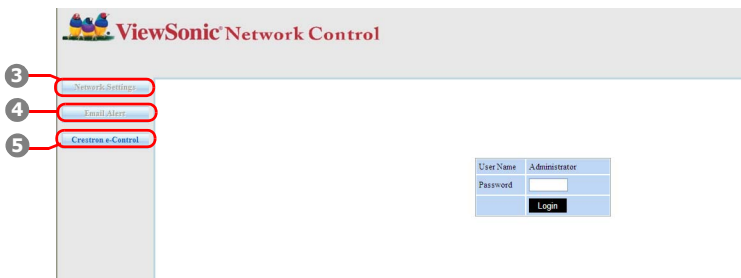 ViewSonic® Network Control
3
Network Settings
4
Email Alert
5
Crestron e-Control
User Name Administrator
Password
Login